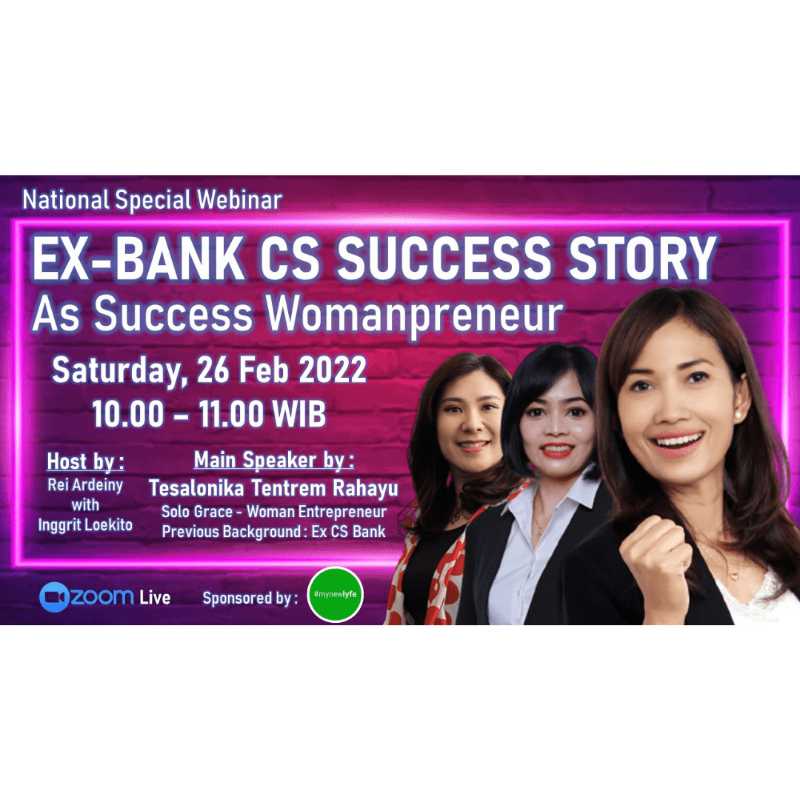 National Special Webinar
EX-BANK CS SUCCESS STORY
As Success Womanpreneur
Saturday, 26 Feb 2022
10.00 – 11.00 WIB
Host by :
Rei Ardeiny
with
Inggrit Loekito
Main Speaker by :
Tesalonika Tentrem Rahayu
Solo Grace - Woman Entrepreneur
Previous Background : Ex CS Bank
zoom Live
Sponsored by :
#mynewlyfe